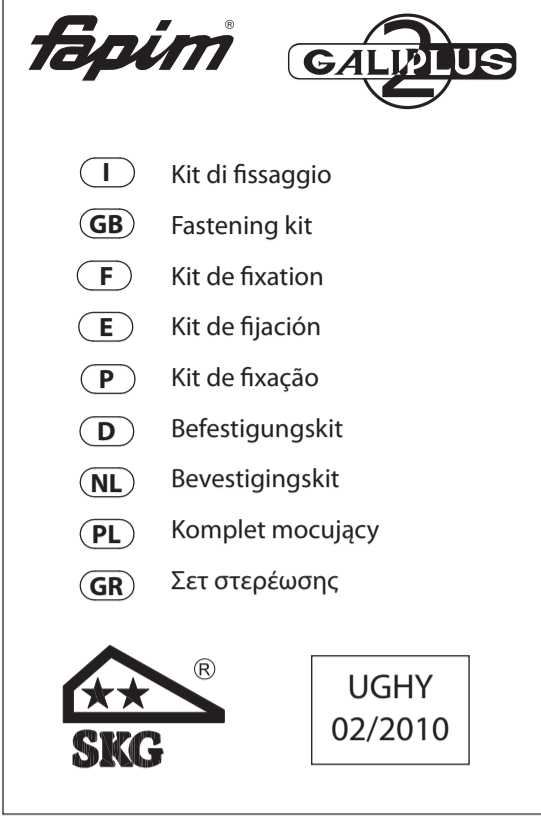 fapim®
GALIPLUS 2
I Kit di fissaggio
GB Fastening kit
F Kit de fixation
E Kit de fijación
P Kit de fixação
D Befestigungskit
NL Bevestigingskit
PL Komplet mocujący
GR Σετ στερέωσης
®
SKG
UGHY
02/2010